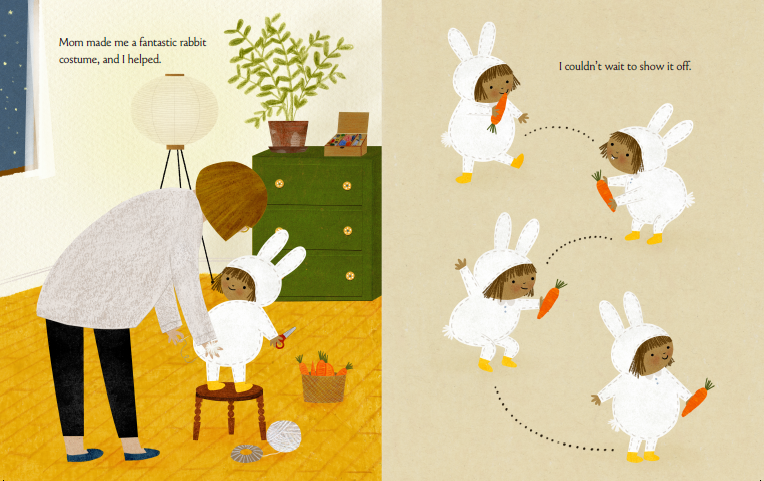 Mom made me a fantastic rabbit
costume, and I helped.
I couldn't wait to show it off.